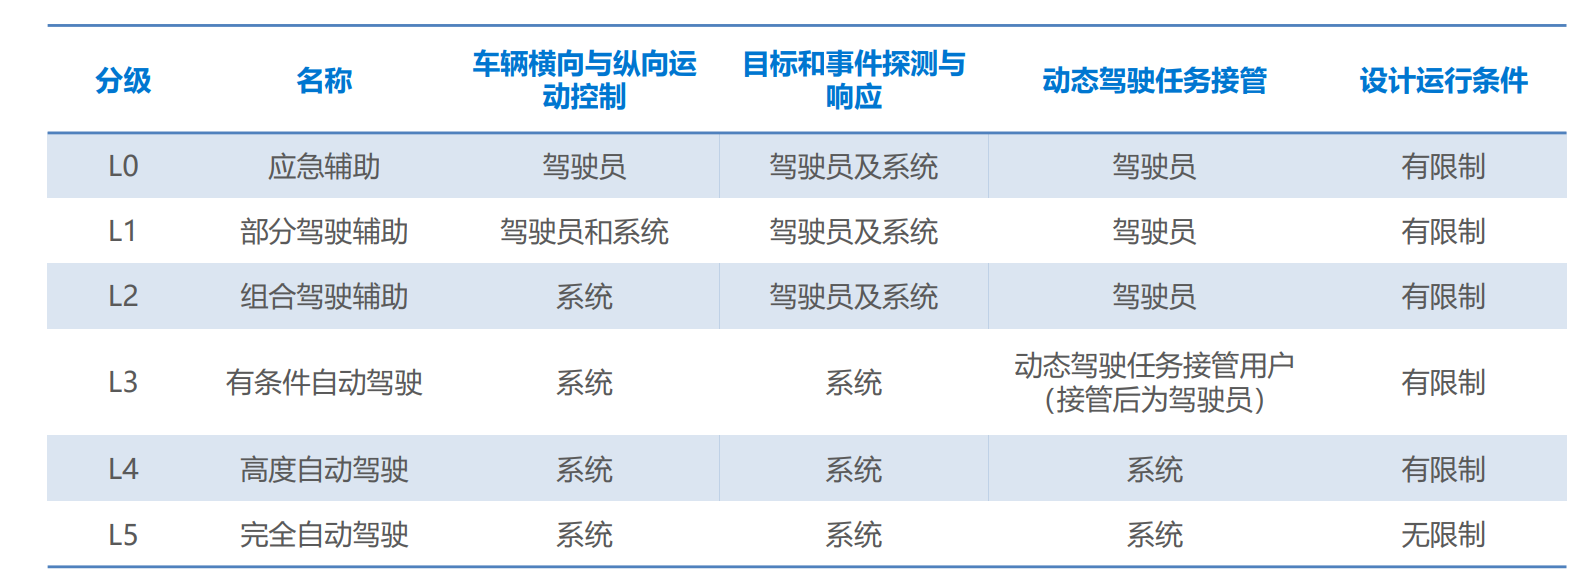 分级 名称 车辆横向与纵向运动控制 目标和事件探测与响应 动态驾驶任务接管 设计运行条件
L0 应急辅助 驾驶员 驾驶员及系统 驾驶员 有限制
L1 部分驾驶辅助 驾驶员和系统 驾驶员及系统 驾驶员 有限制
L2 组合驾驶辅助 系统 驾驶员及系统 驾驶员 有限制
L3 有条件自动驾驶 系统 系统 动态驾驶任务接管用户（接管后为驾驶员） 有限制
L4 高度自动驾驶 系统 系统 系统 有限制
L5 完全自动驾驶 系统 系统 系统 无限制